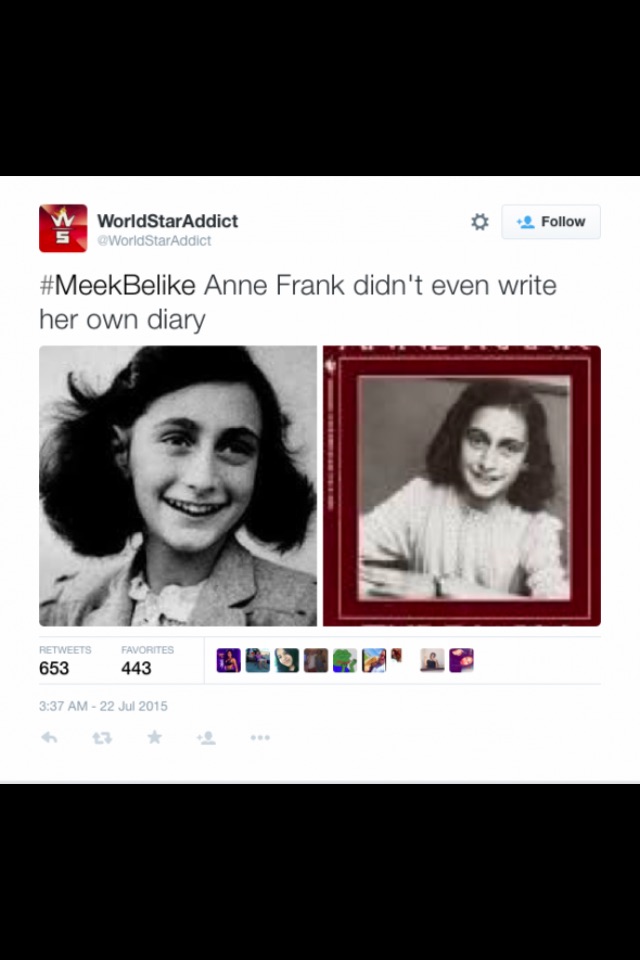 WorldStarAddict
@WorldStarAddict
Follow
#MeekBelike Anne Frank didn't even write
her own diary
RETWEETS
653
FAVORITES
443
3:37 AM - 22 Jul 2015